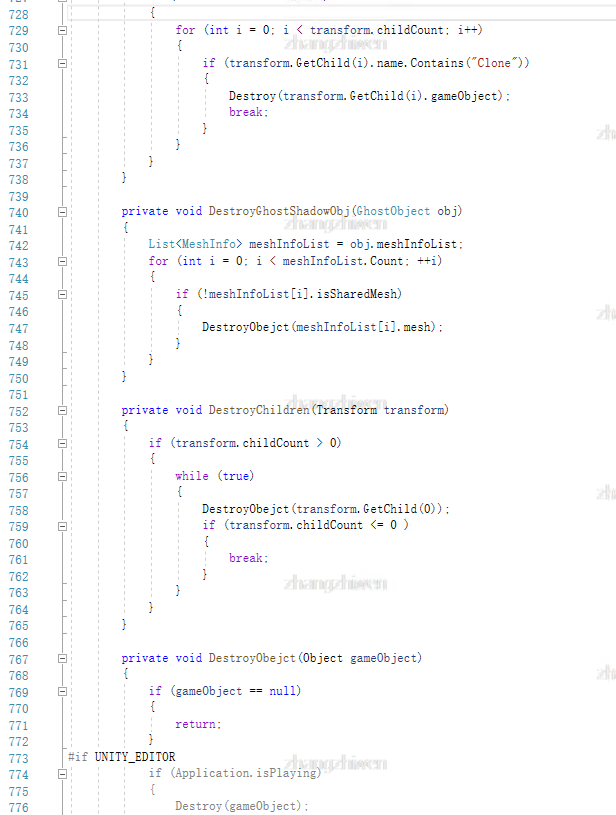 728 {
729 for (int i = 0; i < transform.childCount; i++)
730 {
731 if (transform.GetChild(i).name.Contains("Clone"))
732 {
733 Destroy(transform.GetChild(i).gameObject);
734 break;
735 }
736 }
737 }
738 }
739
740 private void DestroyGhostShadowObj(GhostObject obj)
741 {
742 List<MeshInfo> meshInfoList = obj.meshInfoList;
743 for (int i = 0; i < meshInfoList.Count; ++i)
744 {
745 if (!meshInfoList[i].isSharedMesh)
746 {
747 DestroyObejct(meshInfoList[i].mesh);
748 }
749 }
750 }
751
752 private void DestroyChildren(Transform transform)
753 {
754 if (transform.childCount > 0)
755 {
756 while (true)
757 {
758 DestroyObejct(transform.GetChild(0));
759 if (transform.childCount <= 0 )
760 {
761 break;
762 }
763 }
764 }
765 }
766
767 private void DestroyObejct(Object gameObject)
768 {
769 if (gameObject == null)
770 {
771 return;
772 }
773 #if UNITY_EDITOR
774 if (Application.isPlaying)
775 {
776 Destroy(gameObject);